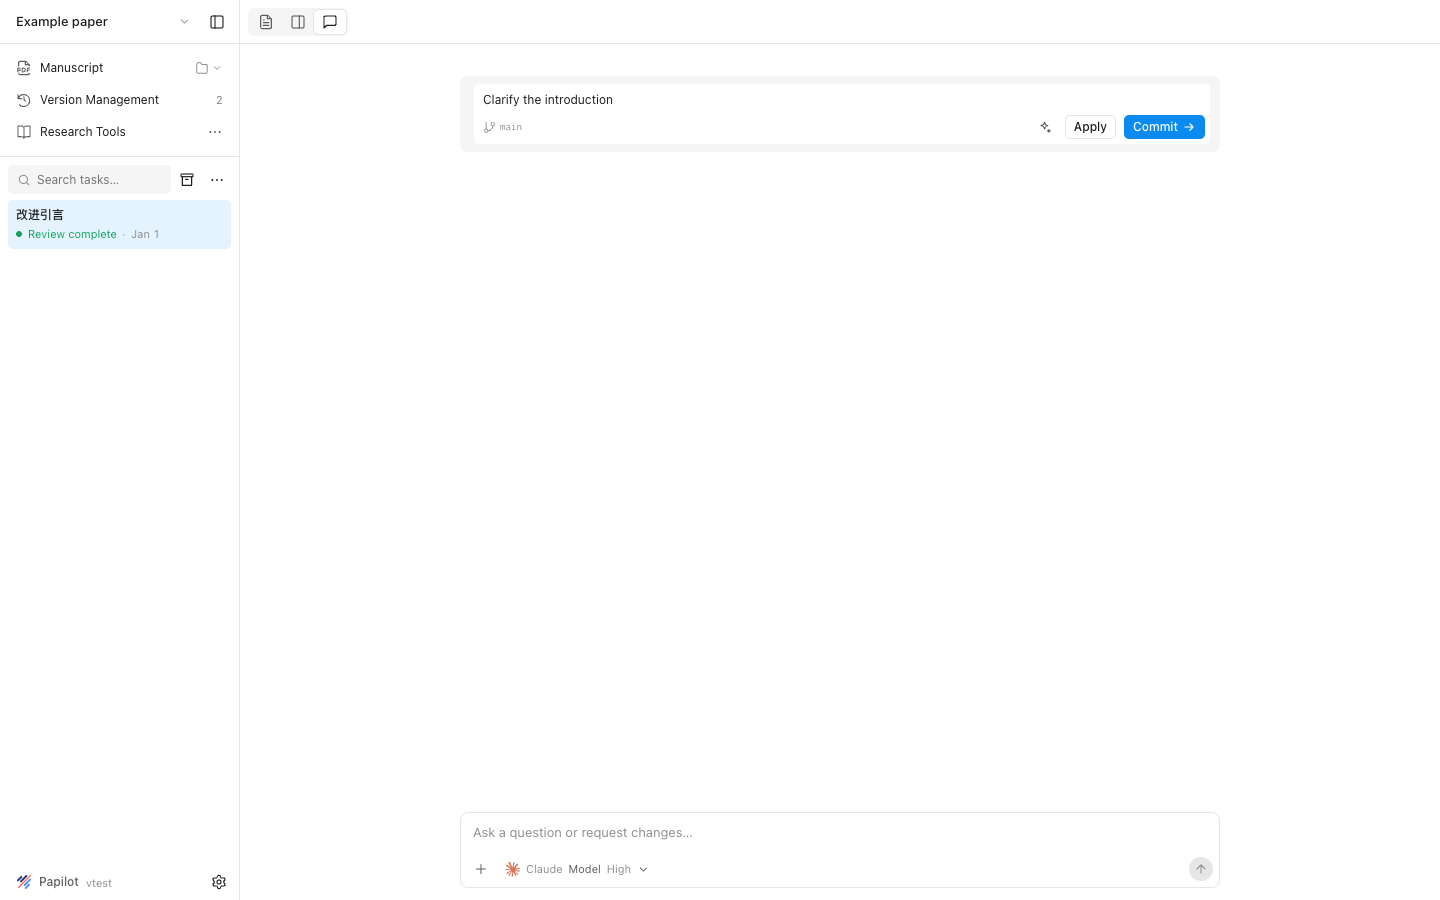 Example paper
Manuscript
Version Management 2
Research Tools
Search tasks...
改进引言
Review complete · Jan 1
Clarify the introduction
main
Apply
Commit →
Ask a question or request changes...
Claude Model High
Papilot vtest